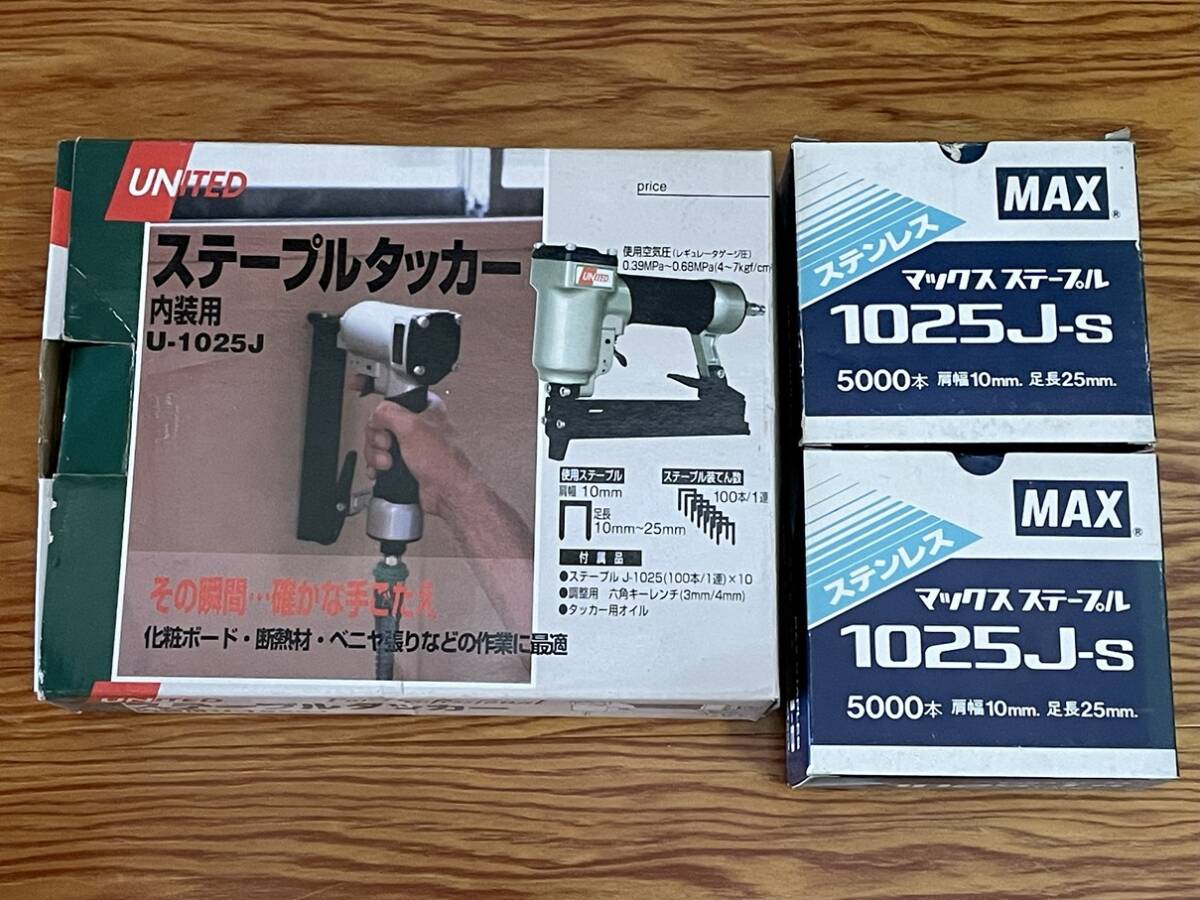 UNITED
ステープルタッカー
内装用
U-1025J
その瞬間…確かな手ごたえ
化粧ボード・断熱材・ベニヤ張りなどの作業に最適
price
使用空気圧(レギュレータゲージ圧)
0.39MPa~0.68MPa(4~7kgf/cm
UNITED
使用ステープル
肩幅 10mm
足長
10mm~25mm
ステープル装てん数
100本/1連
付属品
●ステープル J-1025(100本/1連)×10
●調整用 六角キーレンチ(3mm/4mm)
●タッカー用オイル
UNITED
ステープルタッカー
MAX®
ステンレス
マックス ステープル
1025J-s
5000本 肩幅10mm. 足長25mm.
MAX®
ステンレス
マックス ステープル
1025J-s
5000本 肩幅10mm. 足長25mm.